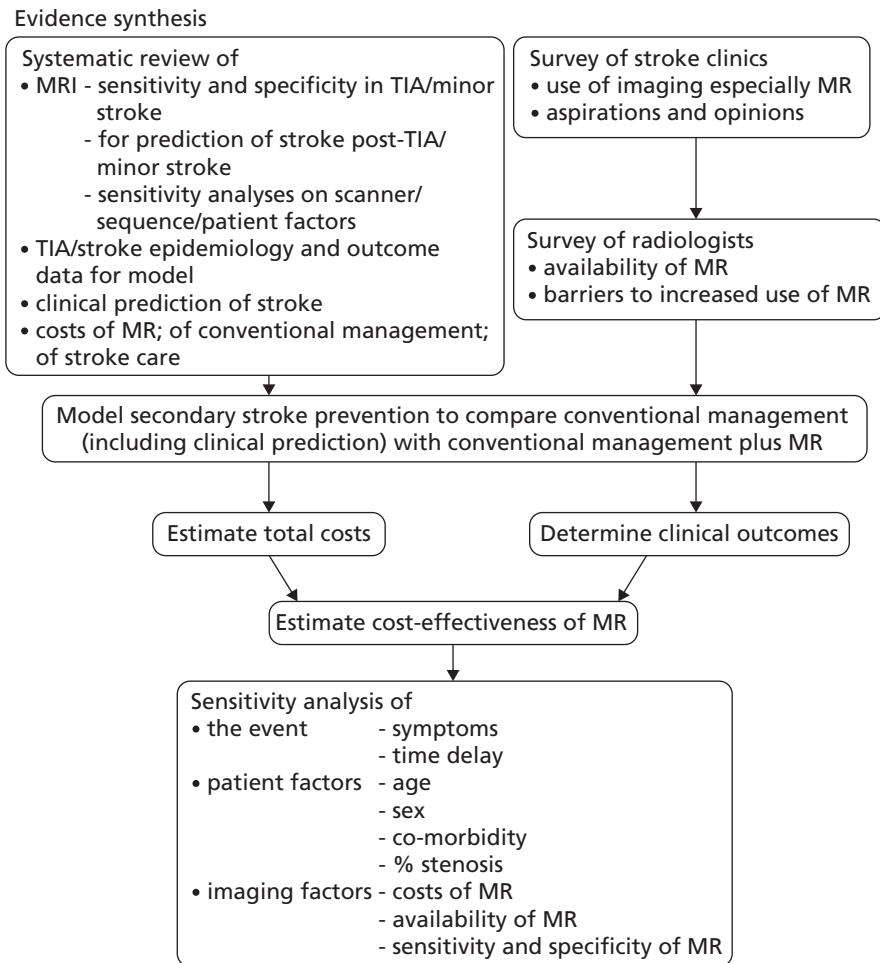 Evidence synthesis
Systematic review of
• MRI - sensitivity and specificity in TIA/minor
stroke
- for prediction of stroke post-TIA/
minor stroke
- sensitivity analyses on scanner/
sequence/patient factors
• TIA/stroke epidemiology and outcome
data for model
• clinical prediction of stroke
• costs of MR; of conventional management;
of stroke care
Survey of stroke clinics
• use of imaging especially MR
• aspirations and opinions
Survey of radiologists
• availability of MR
• barriers to increased use of MR
Model secondary stroke prevention to compare conventional management
(including clinical prediction) with conventional management plus MR
Estimate total costs
Determine clinical outcomes
Estimate cost-effectiveness of MR
Sensitivity analysis of
• the event - symptoms
- time delay
• patient factors - age
- sex
- co-morbidity
- % stenosis
• imaging factors - costs of MR
- availability of MR
- sensitivity and specificity of MR